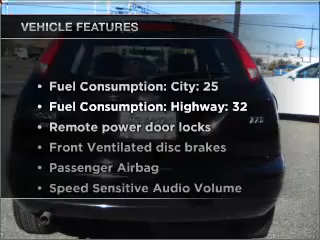 VEHICLE FEATURES
• Fuel Consumption: City: 25
• Fuel Consumption: Highway: 32
• Remote power door locks
• Front Ventilated disc brakes
• Passenger Airbag
• Speed Sensitive Audio Volume